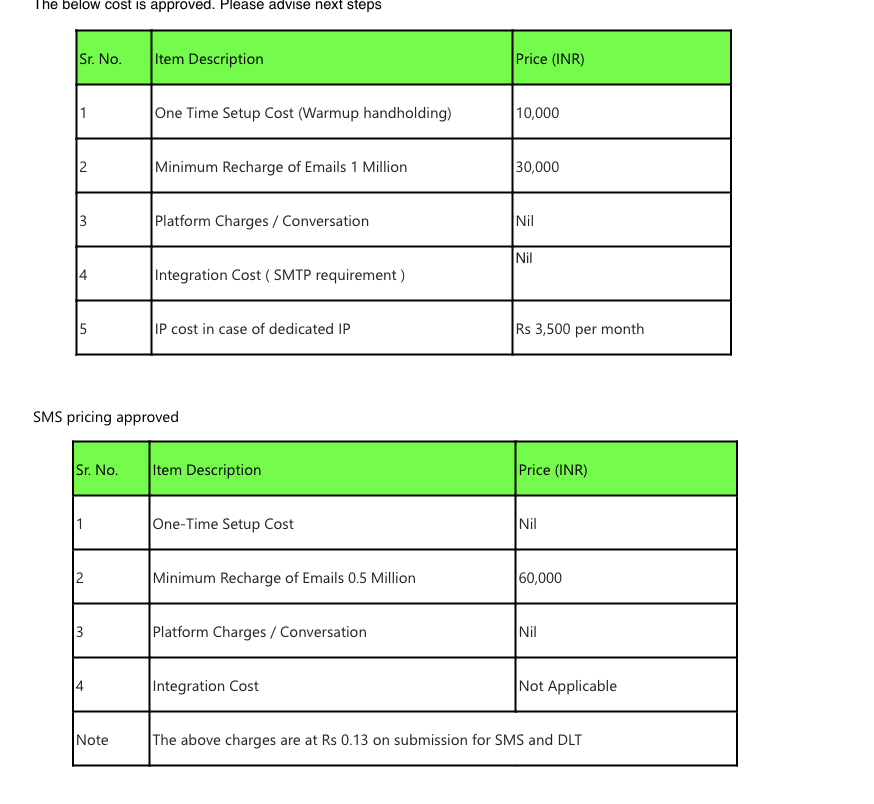 The below cost is approved. Please advise next steps
Sr. No. Item Description Price (INR)
1 One Time Setup Cost (Warmup handholding) 10,000
2 Minimum Recharge of Emails 1 Million 30,000
3 Platform Charges / Conversation Nil
4 Integration Cost ( SMTP requirement ) Nil
5 IP cost in case of dedicated IP Rs 3,500 per month
SMS pricing approved
Sr. No. Item Description Price (INR)
1 One-Time Setup Cost Nil
2 Minimum Recharge of Emails 0.5 Million 60,000
3 Platform Charges / Conversation Nil
4 Integration Cost Not Applicable
Note The above charges are at Rs 0.13 on submission for SMS and DLT